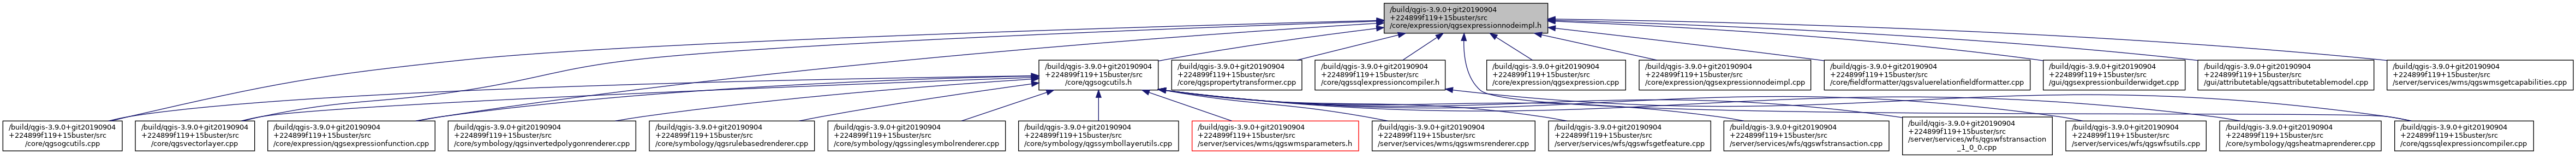 /build/qgis-3.9.0+git20190904
+224899f119+15buster/src
/core/expression/qgsexpressionnodeimpl.h
/build/qgis-3.9.0+git20190904
+224899f119+15buster/src
/core/qgsogcutils.h
/build/qgis-3.9.0+git20190904
+224899f119+15buster/src
/core/qgspropertytransformer.cpp
/build/qgis-3.9.0+git20190904
+224899f119+15buster/src
/core/qgssqlexpressioncompiler.h
/build/qgis-3.9.0+git20190904
+224899f119+15buster/src
/core/expression/qgsexpression.cpp
/build/qgis-3.9.0+git20190904
+224899f119+15buster/src
/core/expression/qgsexpressionnodeimpl.cpp
/build/qgis-3.9.0+git20190904
+224899f119+15buster/src
/core/fieldformatter/qgsvaluerelationfieldformatter.cpp
/build/qgis-3.9.0+git20190904
+224899f119+15buster/src
/gui/qgsexpressionbuilderwidget.cpp
/build/qgis-3.9.0+git20190904
+224899f119+15buster/src
/gui/attributetable/qgsattributetablemodel.cpp
/build/qgis-3.9.0+git20190904
+224899f119+15buster/src
/server/services/wms/qgswmsgetcapabilities.cpp
/build/qgis-3.9.0+git20190904
+224899f119+15buster/src
/core/qgsogcutils.cpp
/build/qgis-3.9.0+git20190904
+224899f119+15buster/src
/core/qgsvectorlayer.cpp
/build/qgis-3.9.0+git20190904
+224899f119+15buster/src
/core/expression/qgsexpressionfunction.cpp
/build/qgis-3.9.0+git20190904
+224899f119+15buster/src
/core/symbology/qgsinvertedpolygonrenderer.cpp
/build/qgis-3.9.0+git20190904
+224899f119+15buster/src
/core/symbology/qgsrulebasedrenderer.cpp
/build/qgis-3.9.0+git20190904
+224899f119+15buster/src
/core/symbology/qgssinglesymbolrenderer.cpp
/build/qgis-3.9.0+git20190904
+224899f119+15buster/src
/core/symbology/qgssymbollayerutils.cpp
/build/qgis-3.9.0+git20190904
+224899f119+15buster/src
/server/services/wms/qgswmsparameters.h
/build/qgis-3.9.0+git20190904
+224899f119+15buster/src
/server/services/wms/qgswmsrenderer.cpp
/build/qgis-3.9.0+git20190904
+224899f119+15buster/src
/server/services/wfs/qgswfsgetfeature.cpp
/build/qgis-3.9.0+git20190904
+224899f119+15buster/src
/server/services/wfs/qgswfstransaction.cpp
/build/qgis-3.9.0+git20190904
+224899f119+15buster/src
/server/services/wfs/qgswfstransaction
_1_0_0.cpp
/build/qgis-3.9.0+git20190904
+224899f119+15buster/src
/server/services/wfs/qgswfsutils.cpp
/build/qgis-3.9.0+git20190904
+224899f119+15buster/src
/core/symbology/qgsheatmaprenderer.cpp
/build/qgis-3.9.0+git20190904
+224899f119+15buster/src
/core/qgssqlexpressioncompiler.cpp